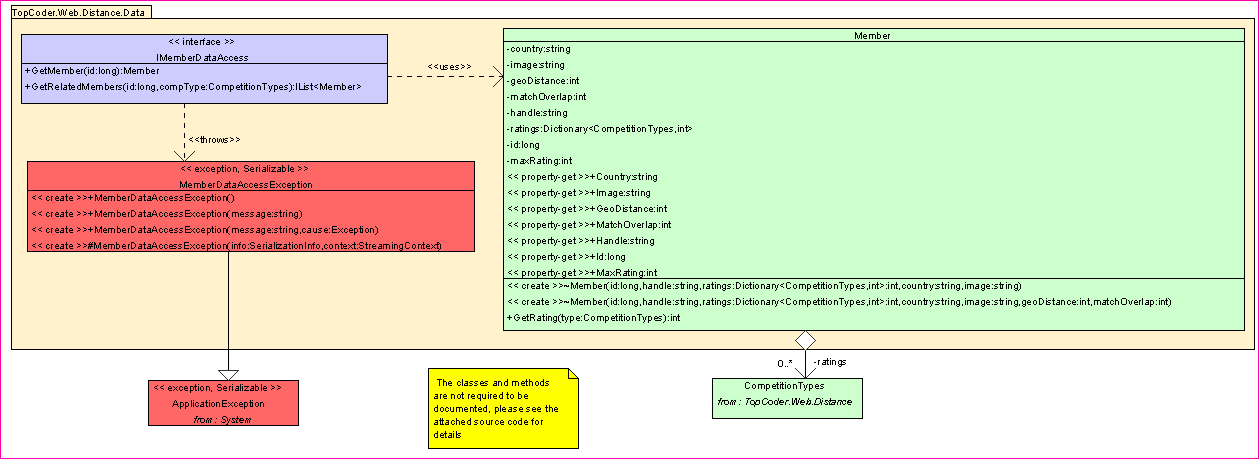 TopCoder.Web.Distance.Data
<< interface >>
IMemberDataAccess
+GetMember(id:long):Member
+GetRelatedMembers(id:long,compType:CompetitionTypes):IList<Member>
<<uses>>
<<throws>>
<< exception, Serializable >>
MemberDataAccessException
<< create >>+MemberDataAccessException()
<< create >>+MemberDataAccessException(message:string)
<< create >>+MemberDataAccessException(message:string,cause:Exception)
<< create >>#MemberDataAccessException(info:SerializationInfo,context:StreamingContext)
Member
-country:string
-image:string
-geoDistance:int
-matchOverlap:int
-handle:string
-ratings:Dictionary<CompetitionTypes,int>
-id:long
-maxRating:int
<< property-get >>+Country:string
<< property-get >>+Image:string
<< property-get >>+GeoDistance:int
<< property-get >>+MatchOverlap:int
<< property-get >>+Handle:string
<< property-get >>+Id:long
<< property-get >>+MaxRating:int
<< create >>~Member(id:long,handle:string,ratings:Dictionary<CompetitionTypes,int>:int,country:string,image:string)
<< create >>~Member(id:long,handle:string,ratings:Dictionary<CompetitionTypes,int>:int,country:string,image:string,geoDistance:int,matchOverlap:int)
+GetRating(type:CompetitionTypes):int
0..*
-ratings
<< exception, Serializable >>
ApplicationException
from : System
The classes and methods
are not required to be
documented, please see the
attached source code for
details
CompetitionTypes
from : TopCoder.Web.Distance